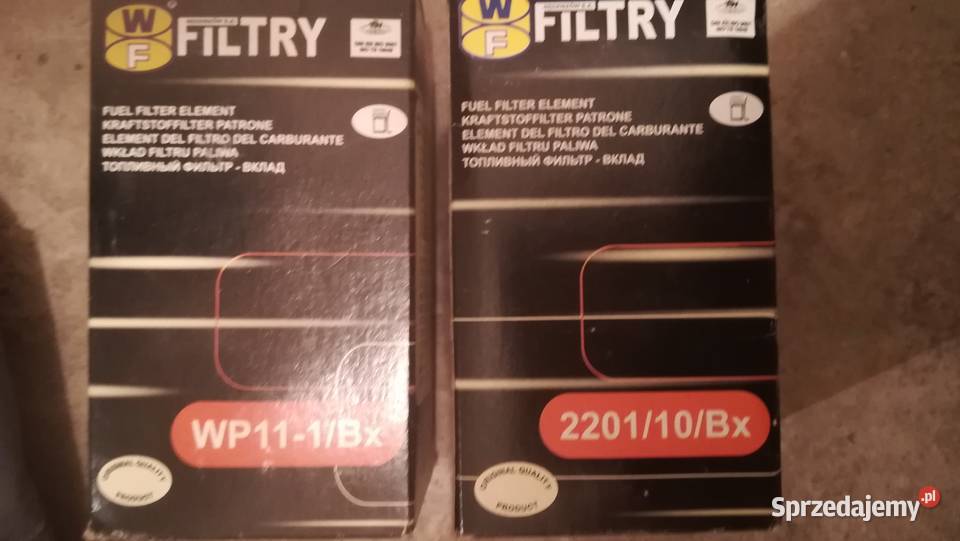 WF FILTRY
FUEL FILTER ELEMENT
KRAFTSTOFFILTER PATRONE
ELEMENT DEL FILTRO DEL CARBURANTE
WKŁAD FILTRU PALIWA
ТОПЛИВНЫЙ ФИЛЬТР - ВКЛАД
WP11-1/Bx
ORIGINAL QUALITY
PRODUCT
WF FILTRY
FUEL FILTER ELEMENT
KRAFTSTOFFILTER PATRONE
ELEMENT DEL FILTRO DEL CARBURANTE
WKŁAD FILTRU PALIWA
ТОПЛИВНЫЙ ФИЛЬТР - ВКЛАД
2201/10/Bx
ORIGINAL QUALITY
PRODUCT
Sprzedajemy.pl